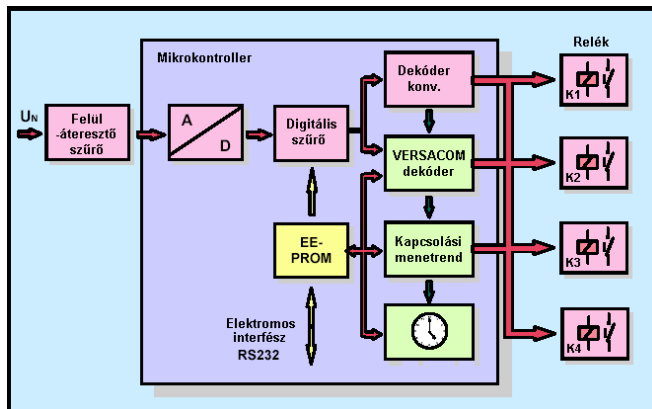 Mikrokontroller
Relék
UN
Felül
-áteresztő
szűrő
A
D
Digitális
szűrő
Dekóder
konv.
VERSACOM
dekóder
EE-
PROM
Kapcsolási
menetrend
Elektromos
interfész
RS232
K1
K2
K3
K4